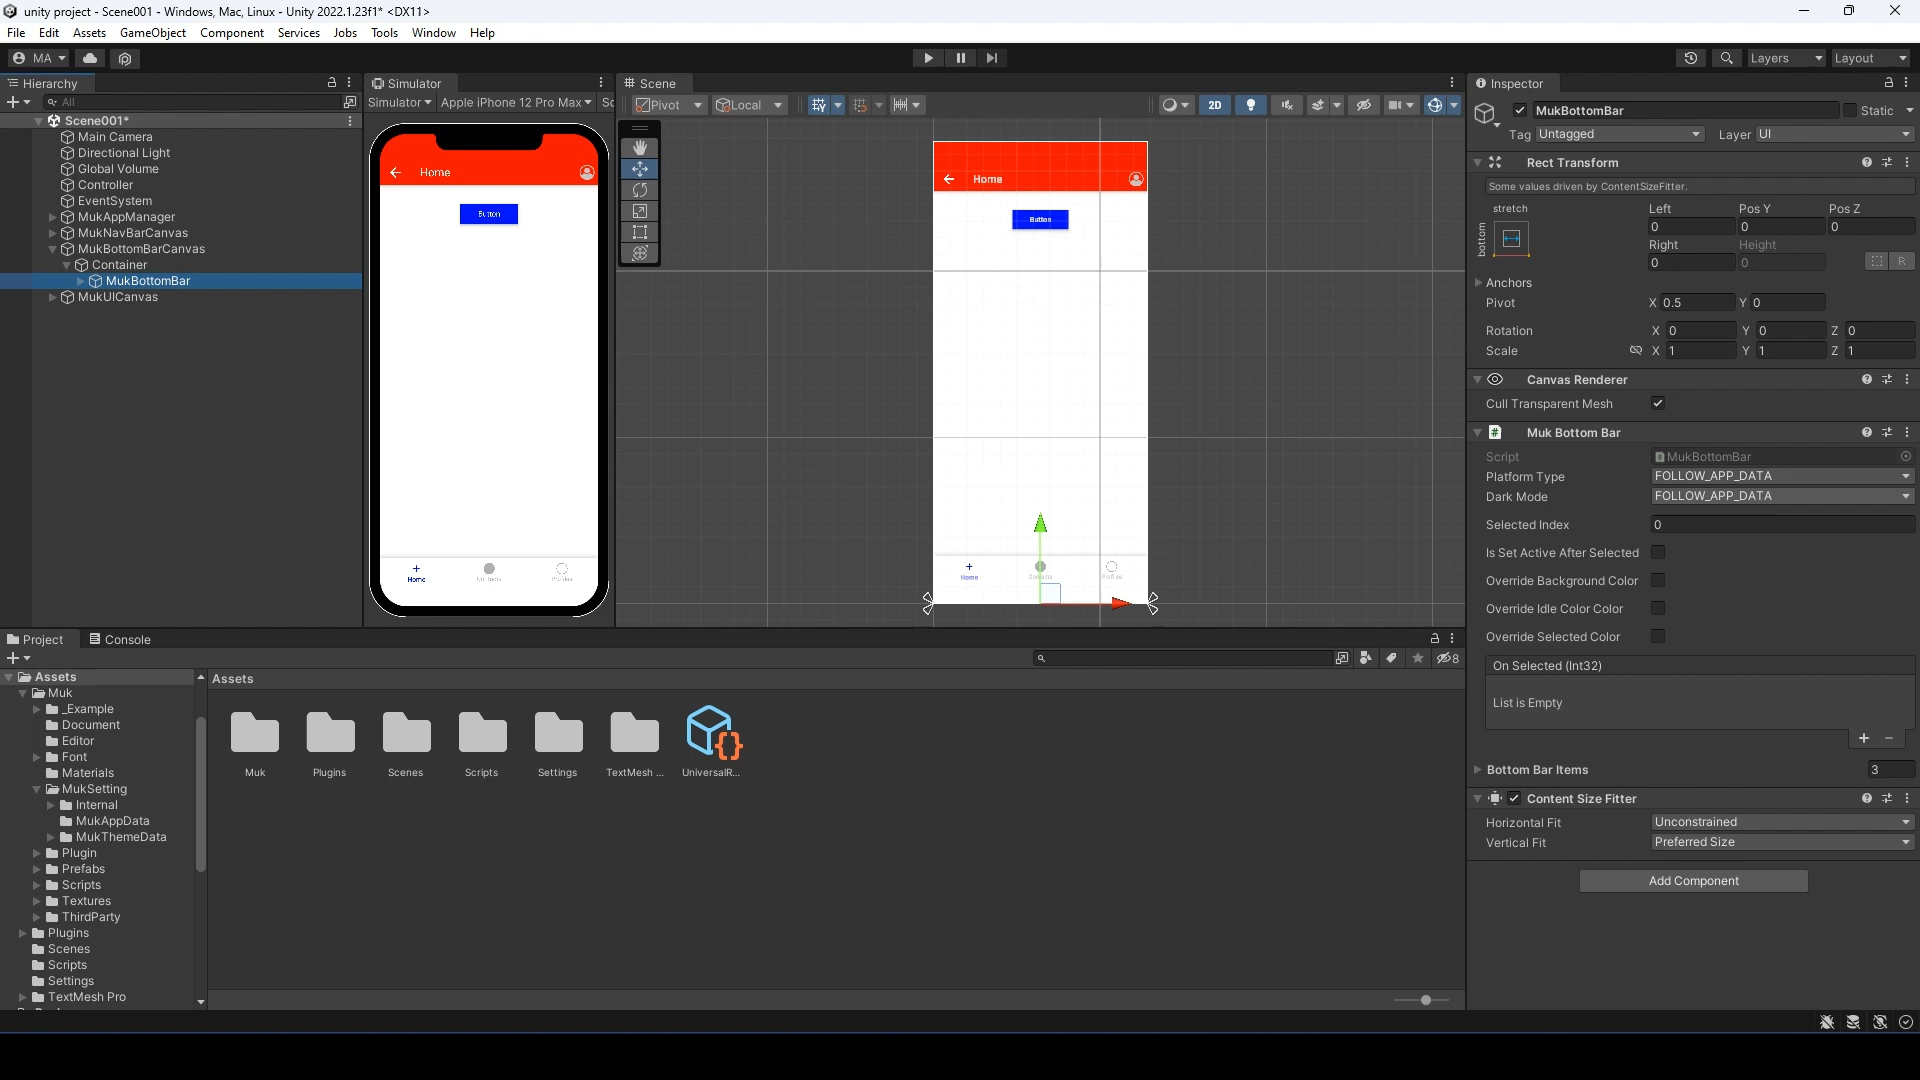 unity project - Scene001 - Windows, Mac, Linux - Unity 2022.1.23f1* <DX11>
File Edit Assets GameObject Component Services Jobs Tools Window Help
MA
Layers
Layout
Hierarchy
All
Scene001*
Main Camera
Directional Light
Global Volume
Controller
EventSystem
MukAppManager
MukNavBarCanvas
MukBottomBarCanvas
Container
MukBottomBar
MukUICanvas
Simulator
Simulator Apple iPhone 12 Pro Max Sc
Home
Button
Home
Scene
Pivot Local
2D
Home
Button
Home
Inspector
MukBottomBar Static
Tag Untagged Layer UI
Rect Transform
Some values driven by ContentSizeFitter.
stretch Left Pos Y Pos Z
bottom
0 0 0
Right Height
0 0 R
Anchors
Pivot X 0.5 Y 0
Rotation X 0 Y 0 Z 0
Scale X 1 Y 1 Z 1
Canvas Renderer
Cull Transparent Mesh
# Muk Bottom Bar
Script MukBottomBar
Platform Type FOLLOW_APP_DATA
Dark Mode FOLLOW_APP_DATA
Selected Index 0
Is Set Active After Selected
Override Background Color
Override Idle Color Color
Override Selected Color
On Selected (Int32)
List is Empty
Bottom Bar Items 3
Content Size Fitter
Horizontal Fit Unconstrained
Vertical Fit Preferred Size
Add Component
Project Console
8
Assets
Muk
_Example
Document
Editor
Font
Materials
MukSetting
Internal
MukAppData
MukThemeData
Plugin
Prefabs
Scripts
Textures
ThirdParty
Plugins
Scenes
Scripts
Settings
TextMesh Pro
Assets
Muk Plugins Scenes Scripts Settings TextMesh ... UniversalR...